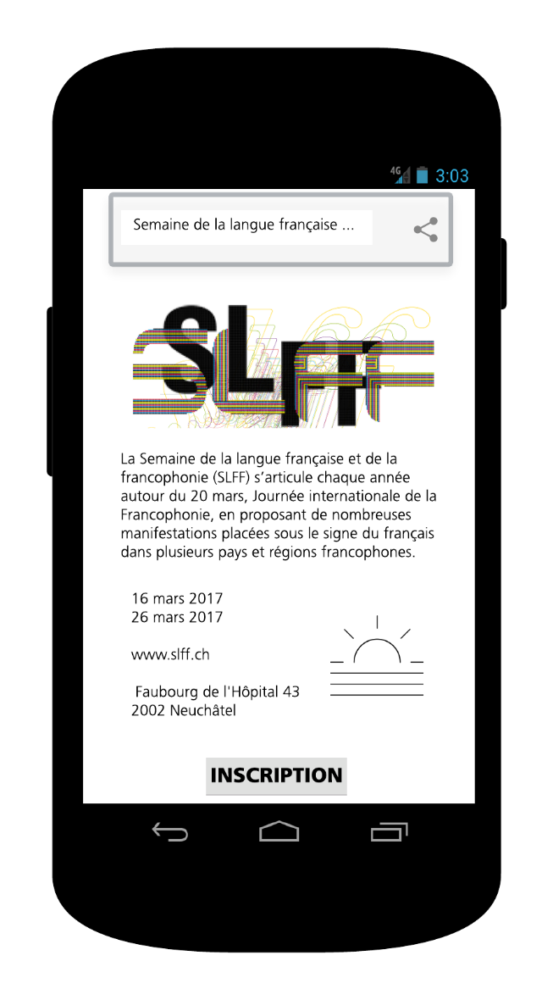 4G 3:03
Semaine de la langue française ...
SLFF
La Semaine de la langue française et de la
francophonie (SLFF) s’articule chaque année
autour du 20 mars, Journée internationale de la
Francophonie, en proposant de nombreuses
manifestations placées sous le signe du français
dans plusieurs pays et régions francophones.
16 mars 2017
26 mars 2017
www.slff.ch
Faubourg de l'Hôpital 43
2002 Neuchâtel
INSCRIPTION